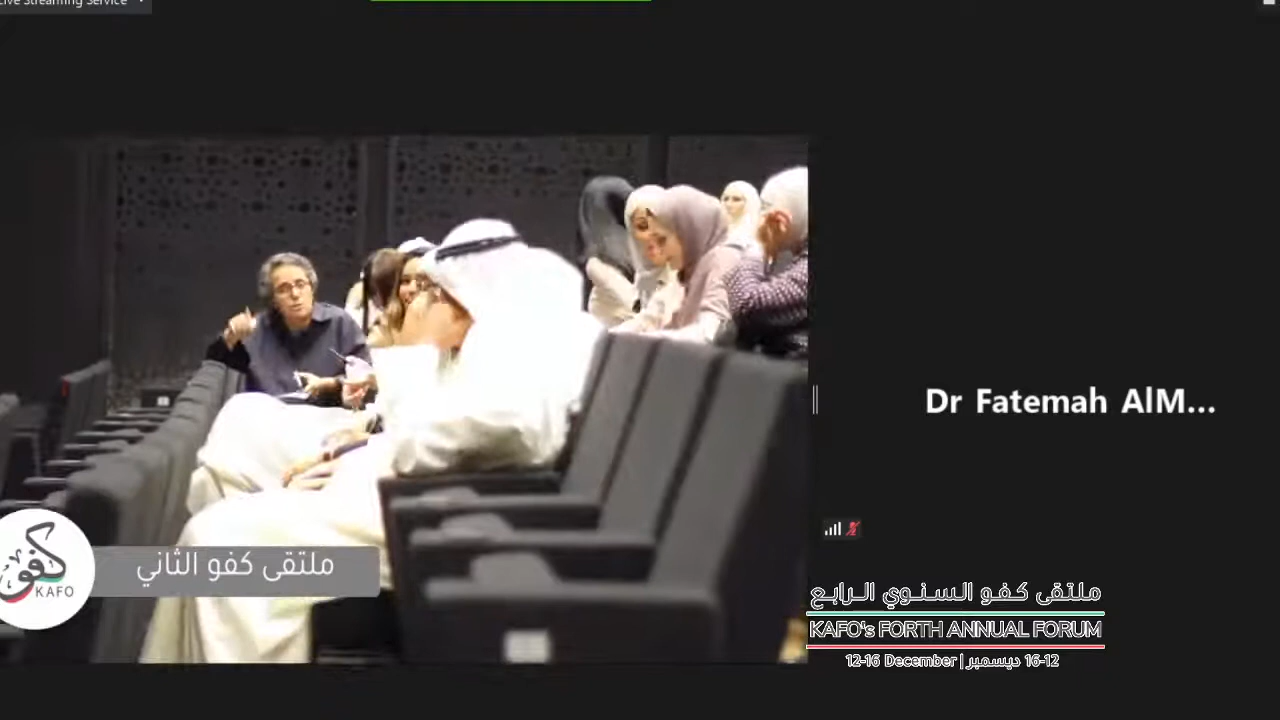 Live Streaming Service
Dr Fatemah AlM...
ملتقى كفو الثاني
كفو
KAFO
ملتقى كفو السنوي الرابع
KAFO's FORTH ANNUAL FORUM
12-16 December | 16-12 ديسمبر